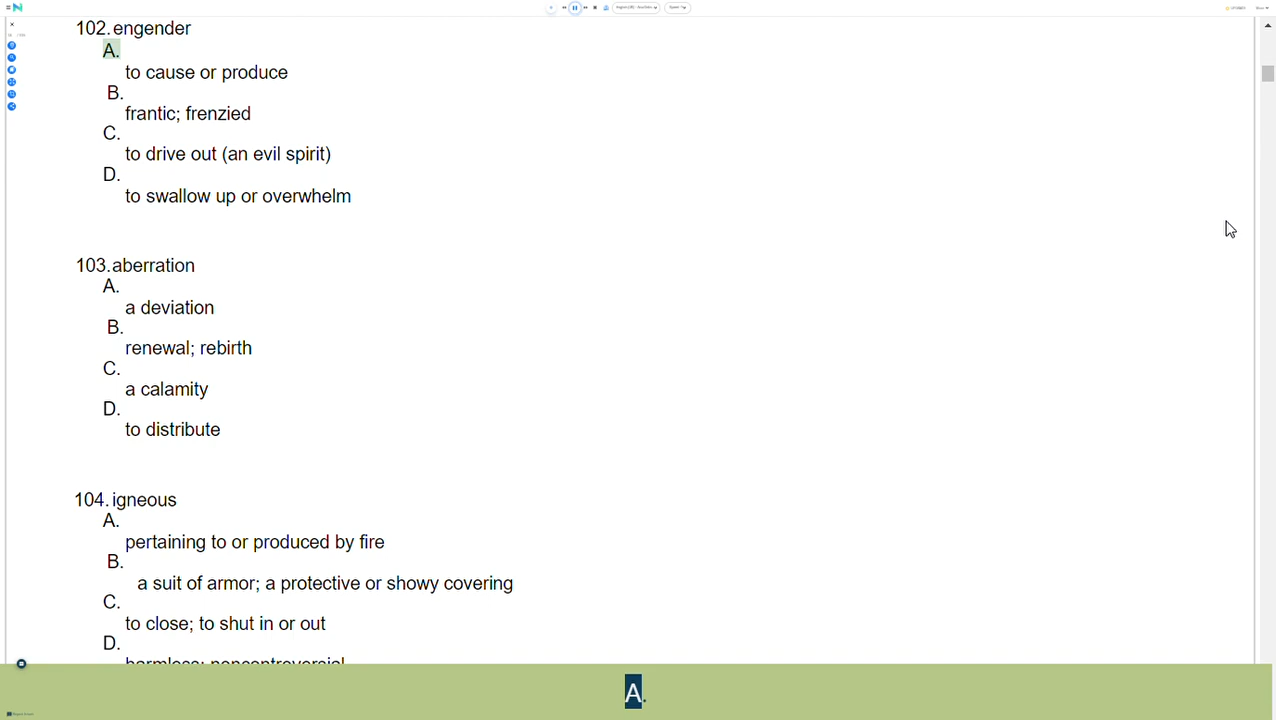 102. engender
A.
to cause or produce
B.
frantic; frenzied
C.
to drive out (an evil spirit)
D.
to swallow up or overwhelm
103. aberration
A.
a deviation
B.
renewal; rebirth
C.
a calamity
D.
to distribute
104. igneous
A.
pertaining to or produced by fire
B.
a suit of armor; a protective or showy covering
C.
to close; to shut in or out
D.
harmless; noncontroversial
A.